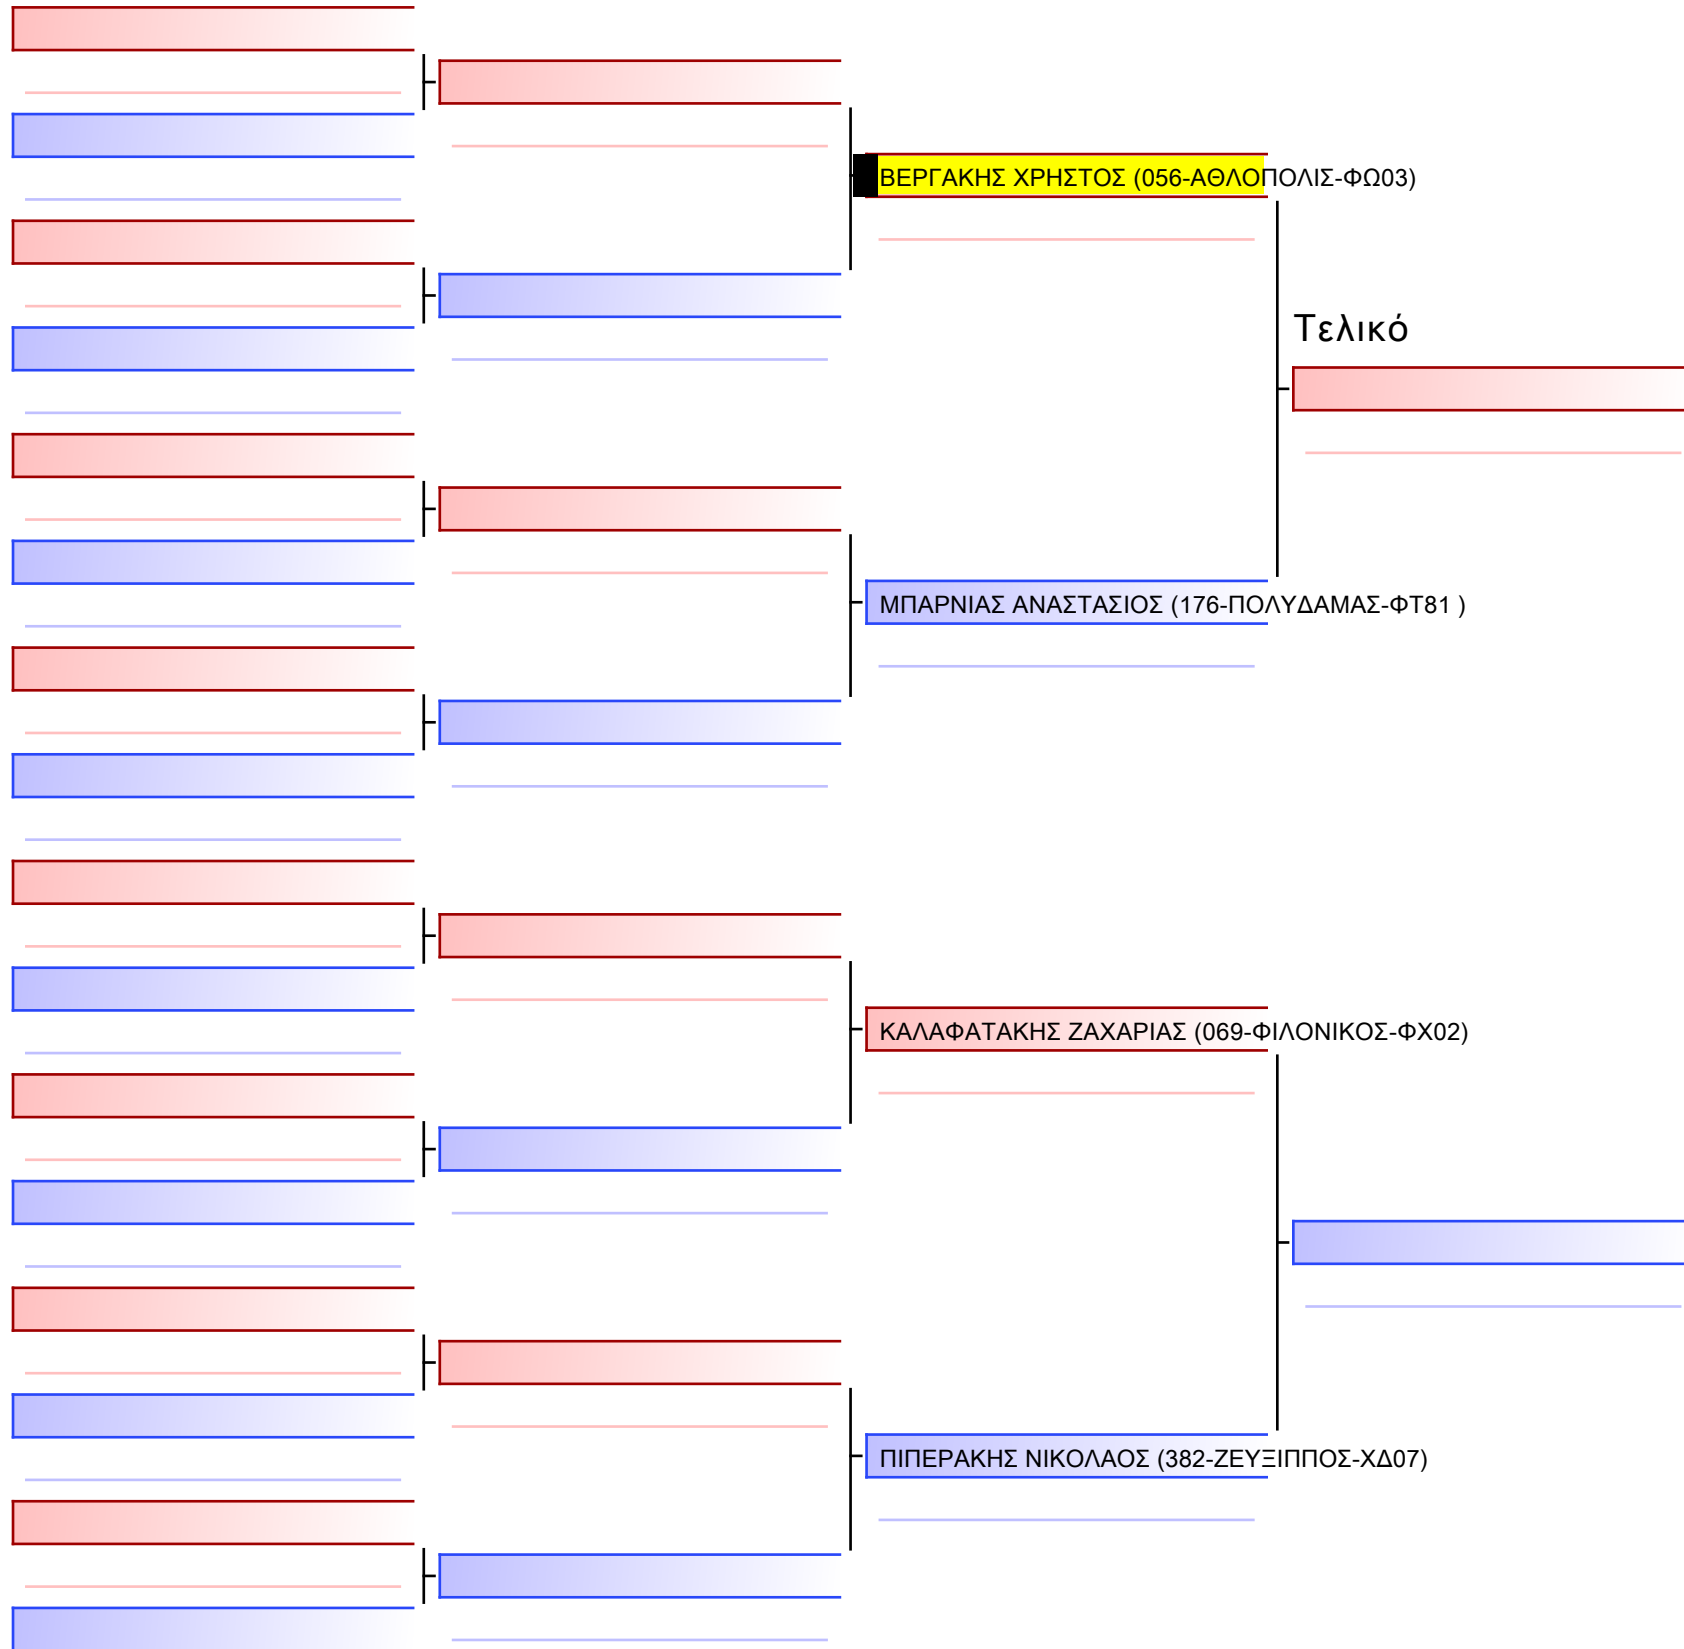 ΒΕΡΓΑΚΗΣ ΧΡΗΣΤΟΣ (056-ΑΘΛΟΠΟΛΙΣ-ΦΩ03)
Τελικό
ΜΠΑΡΝΙΑΣ ΑΝΑΣΤΑΣΙΟΣ (176-ΠΟΛΥΔΑΜΑΣ-ΦΤ81 )
ΚΑΛΑΦΑΤΑΚΗΣ ΖΑΧΑΡΙΑΣ (069-ΦΙΛΟΝΙΚΟΣ-ΦΧ02)
ΠΙΠΕΡΑΚΗΣ ΝΙΚΟΛΑΟΣ (382-ΖΕΥΞΙΠΠΟΣ-ΧΔ07)